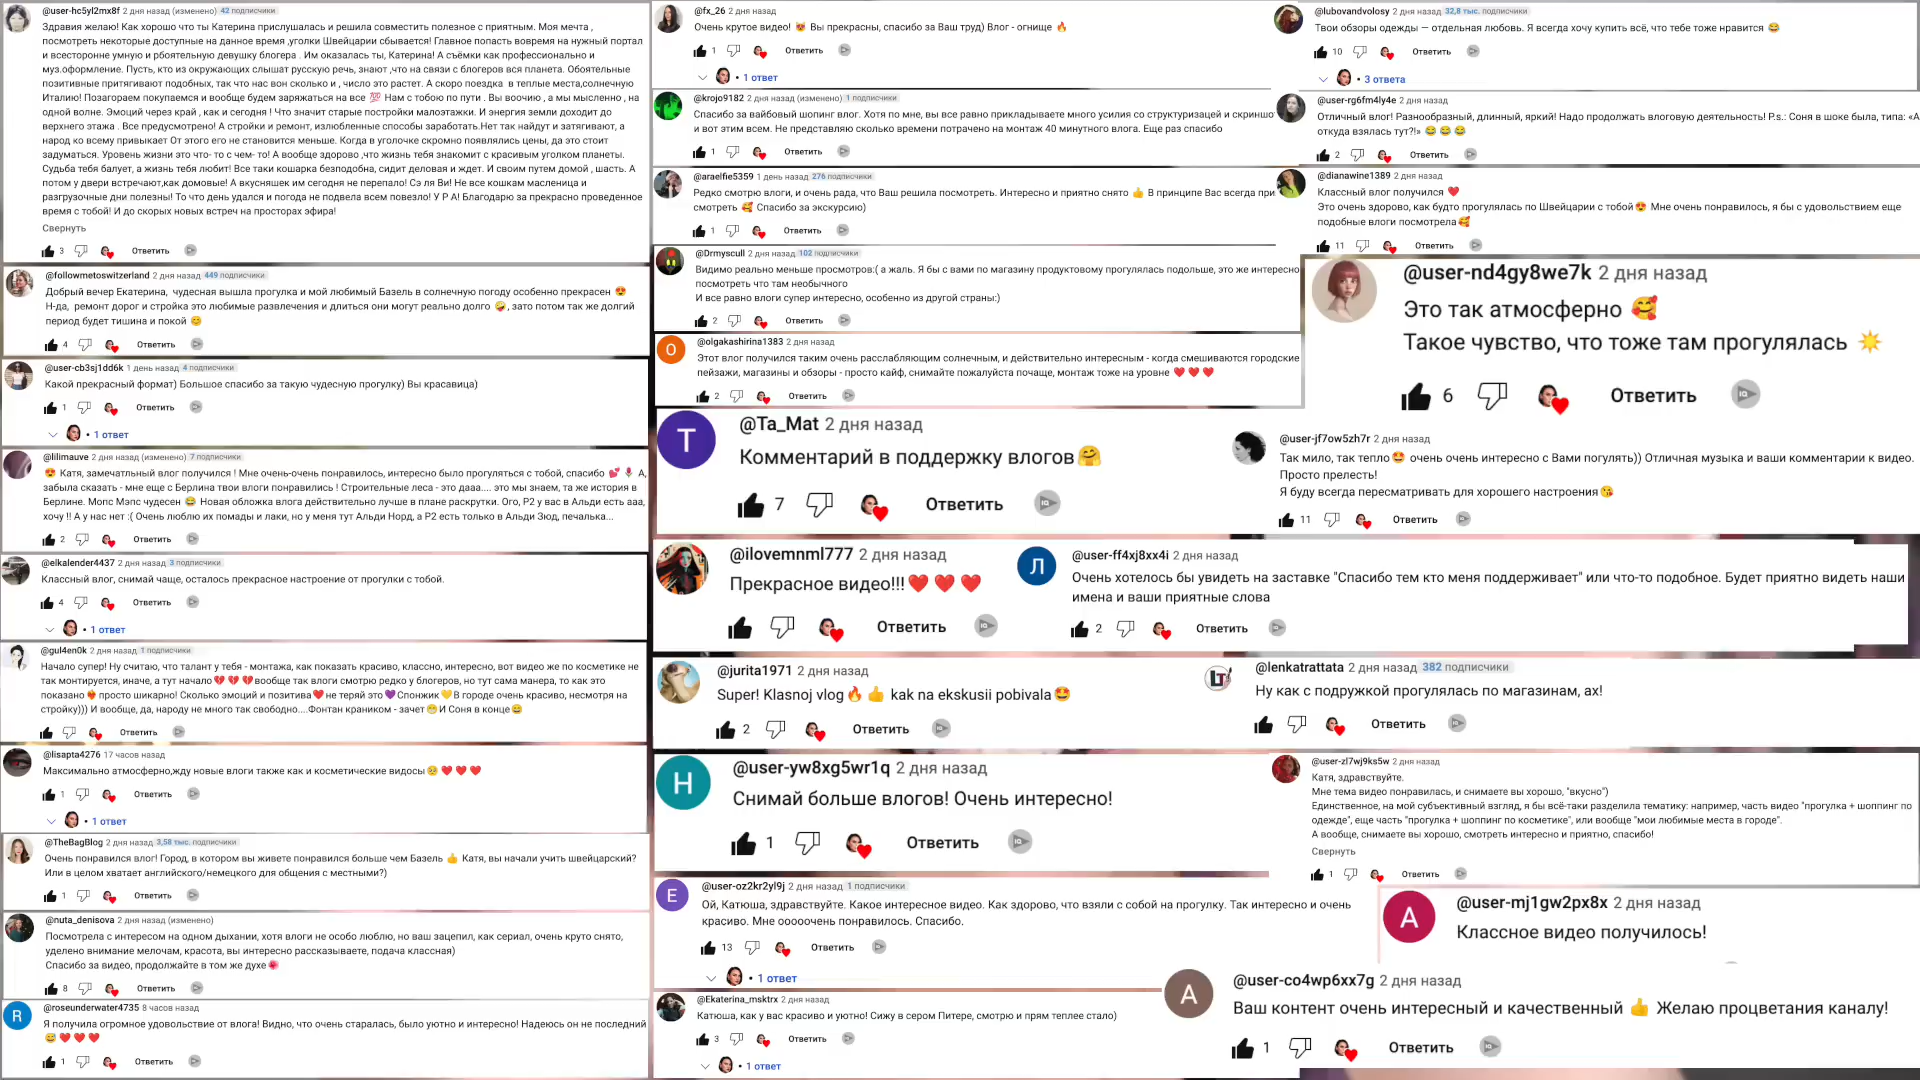 @user-hc5yl2mx8f 2 дня назад (изменено) 42 подписчики
Здравия желаю! Как хорошо что ты Катерина прислушалась и решила совместить полезное с приятным. Моя мечта ,
посмотреть некоторые доступные на данное время ,уголки Швейцарии сбывается! Главное попасть вовремя на нужный портал
и всесторонне умную и рбоятельную девушку блогера . Им оказалась ты, Катерина! А съёмки как профессионально и
муз.оформление. Пусть, кто из окружающих слышат русскую речь, знают ,что на связи с блогеров вся планета. Обоятельные
позитивные притягивают подобных, так что нас вон сколько и , число это растет. А скоро поездка в теплые места,солнечную
Италию! Позагораем покупаемся и вообще будем заряжаться на все 💯 Нам с тобою по пути . Вы воочию , а мы мысленно , на
одной волне. Эмоций через край , как и сегодня ! Что значит старые постройки малоэтажки. И энергия земли доходит до
верхнего этажа . Все предусмотрено! А стройки и ремонт, излюбленные способы заработать.Нет так найдут и затягивают, а
народ ко всему привыкает От этого его не становится меньше. Когда в уголочке скромно появлялись цены, да это стоит
задуматься. Уровень жизни это что- то с чем- то! А вообще здорово ,что жизнь тебя знакомит с красивым уголком планеты.
Судьба тебя балует, а жизнь тебя любит! Все таки кошарка бесподобна, сидит деловая и ждет. И своим путем домой , шасть. А
потом у двери встречают,как домовые! А вкусняшек им сегодня не перепало! Сэ ля Ви! Не все кошкам масленица и
разгрузочные дни полезны! То что день удался и погода не подвела всем повезло! У Р А! Благодарю за прекрасно проведенное
время с тобой! И до скорых новых встреч на просторах эфира!
Свернуть
3 Ответить
@followmetoswitzerland 2 дня назад 449 подписчики
Добрый вечер Екатерина, чудесная вышла прогулка и мой любимый Базель в солнечную погоду особенно прекрасен 😍
Н-да, ремонт дорог и стройка это любимые развлечения и длиться они могут реально долго 🤪, зато потом так же долгий
период будет тишина и покой 😊
4 Ответить
@user-cb3sj1dd6k 1 день назад 4 подписчики
Какой прекрасный формат) Большое спасибо за такую чудесную прогулку) Вы красавица)
1 Ответить
• 1 ответ
@lilimauve 2 дня назад (изменено) 7 подписчики
😍 Катя, замечатльный влог получился ! Мне очень-очень понравилось, интересно было прогуляться с тобой, спасибо 💕🌹 А,
забыла сказать - мне еще с Берлина твои влоги понравились ! Строительные леса - это дааа.... это мы знаем, та же история в
Берлине. Мопс Мэпс чудесен 😂 Новая обложка влога действительно лучше в плане раскрутки. Ого, P2 у вас в Альди есть ааа,
хочу !! А у нас нет :( Очень люблю их помады и лаки, но у меня тут Альди Норд, а P2 есть только в Альди Зюд, печалька...
2 Ответить
@elkalender4437 2 дня назад 3 подписчики
Классный влог, снимай чаще, осталось прекрасное настроение от прогулки с тобой.
4 Ответить
• 1 ответ
@gul4en0k 2 дня назад 1 подписчики
Начало супер! Ну считаю, что талант у тебя - монтажа, как показать красиво, классно, интересно, вот видео же по косметике не
так монтируется, иначе, а тут начало💔💔💔вообще так влоги смотрю редко у блогеров, но тут сама манера, то как это
показано❤️‍🔥просто шикарно! Сколько эмоций и позитива❤️не теряй это💜Спонжик💛В городе очень красиво, несмотря на
стройку))) И вообще, да, народу не много так свободно....Фонтан краником - зачет😁И Соня в конце😄
Ответить
@lisapta4276 17 часов назад
Максимально атмосферно,жду новые влоги также как и косметические видосы🥺❤️❤️❤️
1 Ответить
• 1 ответ
@TheBagBlog 2 дня назад 3,58 тыс. подписчики
Очень понравился влог! Город, в котором вы живете понравился больше чем Базель 👍 Катя, вы начали учить швейцарский?
Или в целом хватает английского/немецкого для общения с местными?)
1 Ответить
@nuta_denisova 2 дня назад (изменено)
Посмотрела с интересом на одном дыхании, хотя влоги не особо люблю, но ваш зацепил, как сериал, очень круто снято,
уделено внимание мелочам, красота, вы интересно рассказываете, подача классная)
Спасибо за видео, продолжайте в том же духе🌺
8 Ответить
R
@roseunderwater4735 8 часов назад
Я получила огромное удовольствие от влога! Видно, что очень старалась, было уютно и интересно! Надеюсь он не последний
😅❤️❤️❤️
1 Ответить
@fx_26 2 дня назад
Очень крутое видео! 😻 Вы прекрасны, спасибо за Ваш труд) Влог - огнище 🔥
1 Ответить
• 1 ответ
@krojo9182 2 дня назад (изменено) 1 подписчики
Спасибо за вайбовый шопинг влог. Хотя по мне, вы все равно прикладываете много усилия со структуризацей и скриншо
и вот этим всем. Не представляю сколько времени потрачено на монтаж 40 минутного влога. Еще раз спасибо
1 Ответить
@araelfie5359 1 день назад 276 подписчики
Редко смотрю влоги, и очень рада, что Ваш решила посмотреть. Интересно и приятно снято 👍 В принципе Вас всегда при
смотреть 🥰 Спасибо за экскурсию)
1 Ответить
@Drmyscull 2 дня назад 102 подписчики
Видимо реально меньше просмотров:( а жаль. Я бы с вами по магазину продуктовому прогулялась подольше, это же интересно
посмотреть что там необычного
И все равно влоги супер интересно, особенно из другой страны:)
2 Ответить
O
@olgakashirina1383 2 дня назад
Этот влог получился таким очень расслабляющим солнечным, и действительно интересным - когда смешиваются городские
пейзажи, магазины и обзоры - просто кайф, снимайте пожалуйста почаще, монтаж тоже на уровне ❤️❤️❤️
2 Ответить
T
@Ta_Mat 2 дня назад
Комментарий в поддержку влогов🤗
7 Ответить
@ilovemnml777 2 дня назад
Прекрасное видео!!!❤️❤️❤️
Ответить
Л
@user-ff4xj8xx4i 2 дня назад
Очень хотелось бы увидеть на заставке "Спасибо тем кто меня поддерживает" или что-то подобное. Будет приятно видеть наши
имена и ваши приятные слова
2 Ответить
@jurita1971 2 дня назад
Super! Klasnoj vlog🔥👍 kak na ekskusii pobivala🤩
2 Ответить
LT
@lenkatrattata 2 дня назад 382 подписчики
Ну как с подружкой прогулялась по магазинам, ах!
Ответить
H
@user-yw8xg5wr1q 2 дня назад
Снимай больше влогов! Очень интересно!
1 Ответить
E
@user-oz2kr2yl9j 2 дня назад 1 подписчики
Ой, Катюша, здравствуйте. Какое интересное видео. Как здорово, что взяли с собой на прогулку. Так интересно и очень
красиво. Мне ооооочень понравилось. Спасибо.
13 Ответить
• 1 ответ
@Ekaterina_msktrx 2 дня назад
Катюша, как у вас красиво и уютно! Сижу в сером Питере, смотрю и прям теплее стало)
3 Ответить
• 1 ответ
@lubovandvolosy 2 дня назад 32,8 тыс. подписчики
Твои обзоры одежды — отдельная любовь. Я всегда хочу купить всё, что тебе тоже нравится 😂
10 Ответить
• 3 ответа
@user-rg6fm4ly4e 2 дня назад
Отличный влог! Разнообразный, длинный, яркий! Надо продолжать влоговую деятельность! P.s.: Соня в шоке была, типа: «А
откуда взялась тут?!» 😂😂😂
2 Ответить
@dianawine1389 2 дня назад
Классный влог получился ❤️
Это очень здорово, как будто прогулялась по Швейцарии с тобой😍 Мне очень понравилось, я бы с удовольствием еще
подобные влоги посмотрела🥰
11 Ответить
@user-nd4gy8we7k 2 дня назад
Это так атмосферно 🥰
Такое чувство, что тоже там прогулялась ☀️
6 Ответить
@user-jf7ow5zh7r 2 дня назад
Так мило, так тепло🤩 очень очень интересно с Вами погулять)) Отличная музыка и ваши комментарии к видео.
Просто прелесть!
Я буду всегда пересматривать для хорошего настроения😘
11 Ответить
@user-zl7wj9ks5w 2 дня назад
Катя, здравствуйте.
Мне тема видео понравилась, и снимаете вы хорошо, "вкусно")
Единственное, на мой субъективный взгляд, я бы всё-таки разделила тематику: например, часть видео "прогулка + шоппинг по
одежде", еще часть "прогулка + шоппинг по косметике", или вообще "мои любимые места в городе".
А вообще, снимаете вы хорошо, смотреть интересно и приятно, спасибо!
Свернуть
1 Ответить
A
@user-mj1gw2px8x 2 дня назад
Классное видео получилось!
A
@user-co4wp6xx7g 2 дня назад
Ваш контент очень интересный и качественный 👍 Желаю процветания каналу!
1 Ответить